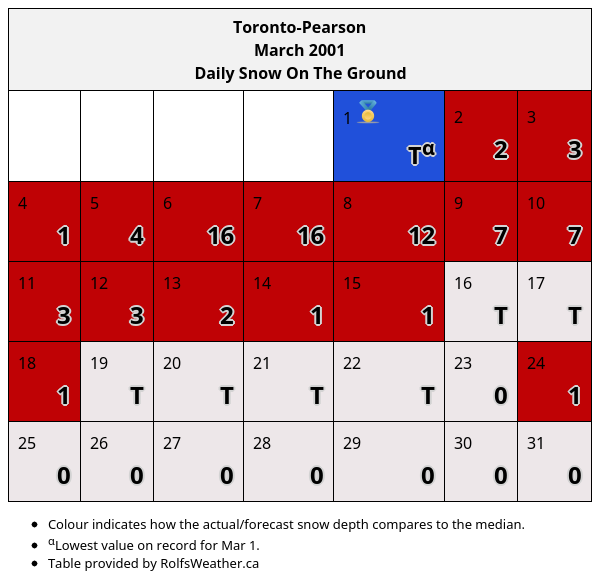 Toronto-Pearson
March 2001
Daily Snow On The Ground
1 2 3
Tα 2 3
4 5 6 7 8 9 10
1 4 16 16 12 7 7
11 12 13 14 15 16 17
3 3 2 1 1 T T
18 19 20 21 22 23 24
1 T T T T 0 1
25 26 27 28 29 30 31
0 0 0 0 0 0 0
• Colour indicates how the actual/forecast snow depth compares to the median.
• αLowest value on record for Mar 1.
• Table provided by RolfsWeather.ca